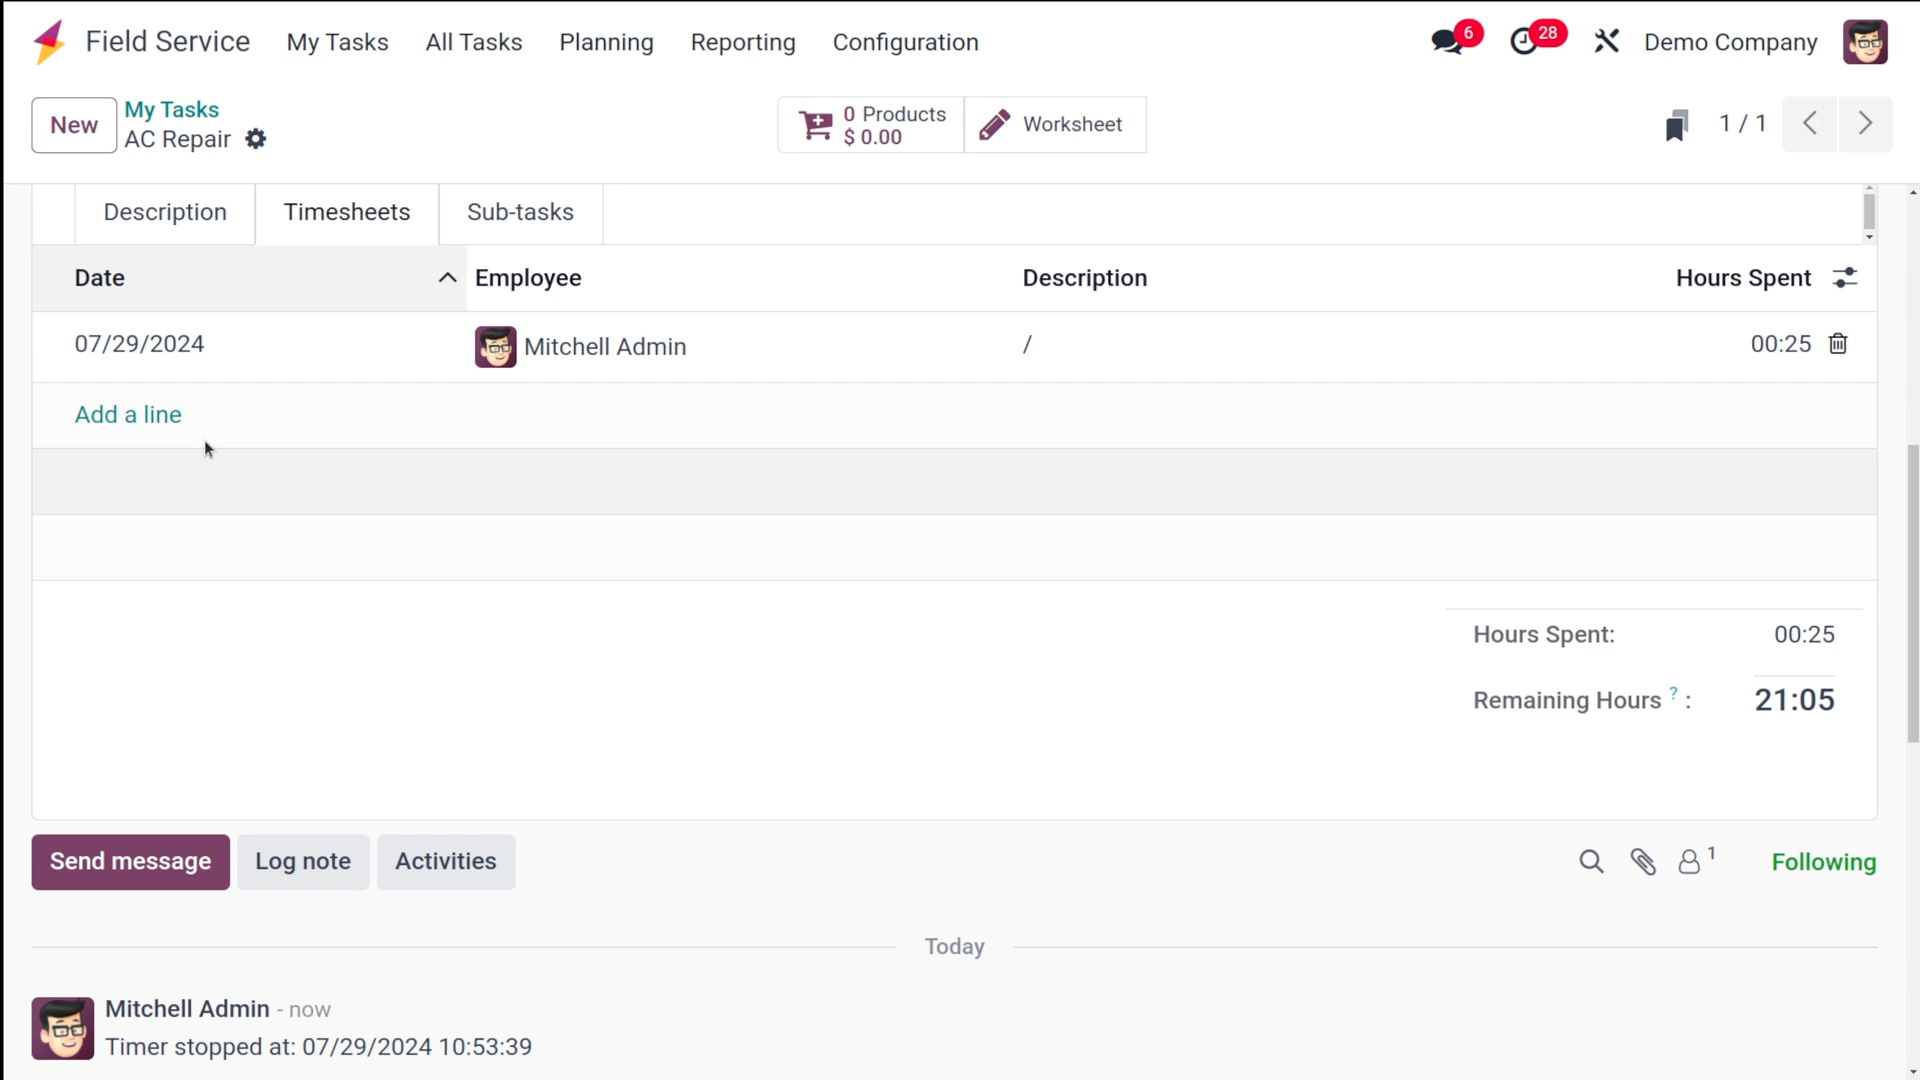 Field Service My Tasks All Tasks Planning Reporting Configuration 6 28 Demo Company
New My Tasks
AC Repair
0 Products
$ 0.00
Worksheet
1 / 1
Description Timesheets Sub-tasks
Date Employee Description Hours Spent
07/29/2024 Mitchell Admin / 00:25
Add a line
Hours Spent: 00:25
Remaining Hours ? : 21:05
Send message Log note Activities 1 Following
Today
Mitchell Admin - now
Timer stopped at: 07/29/2024 10:53:39